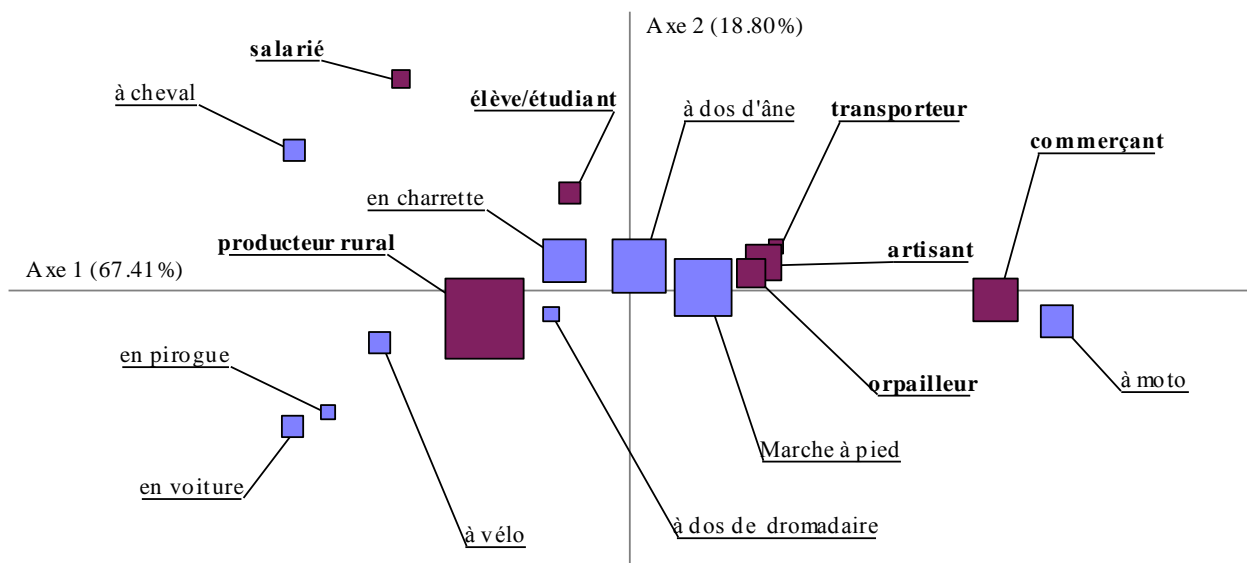 Axe 2 (18.80%)
salarié
à cheval
élève/étudiant
à dos d'âne
transporteur
commerçant
en charrette
producteur rural
artisant
Axe 1 (67.41%)
en pirogue
orpailleur
à moto
Marche à pied
en voiture
à vélo
à dos de dromadaire